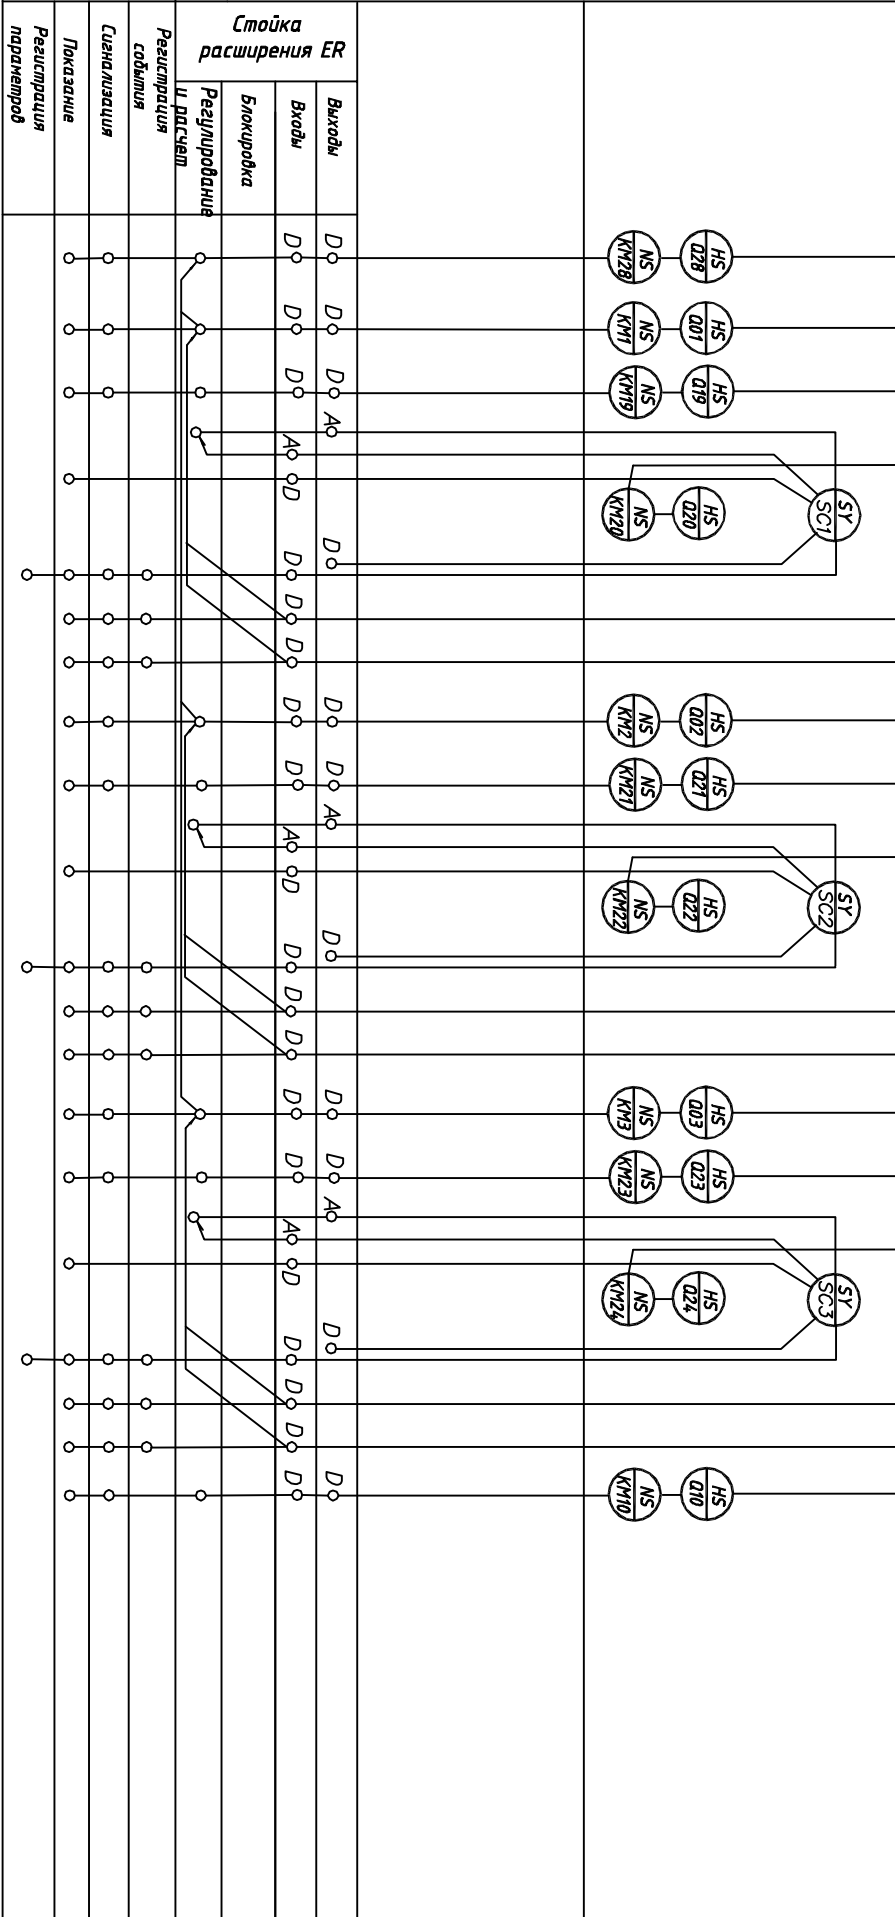 Стойка
расширения ER
Регистрация
параметров
Показание
Сигнализация
Регистрация
события
Регулирование
и расчет
Блокировка
Входы
Выходы
D D NS KM28 HS Q28
D D NS KM1 HS Q01
D D NS KM19 HS Q19
A
A
D
NS KM20 HS Q20 SY SC1
D
D
D
D
D D NS KM2 HS Q02
D D NS KM21 HS Q21
A
A
D
NS KM22 HS Q22 SY SC2
D
D
D
D
D D NS KM3 HS Q03
D D NS KM23 HS Q23
A
A
D
NS KM24 HS Q24 SY SC3
D
D
D
D
D D NS KM10 HS Q10